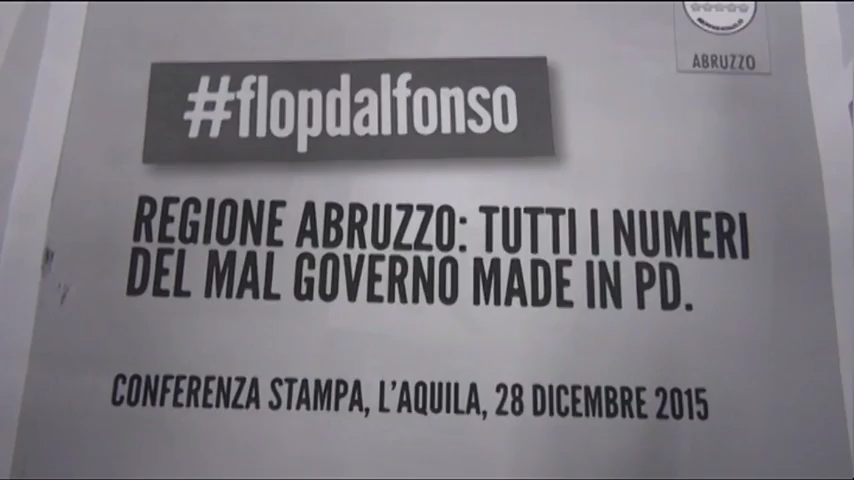 ABRUZZO
#flopdalfonso
REGIONE ABRUZZO: TUTTI I NUMERI
DEL MAL GOVERNO MADE IN PD.
CONFERENZA STAMPA, L'AQUILA, 28 DICEMBRE 2015